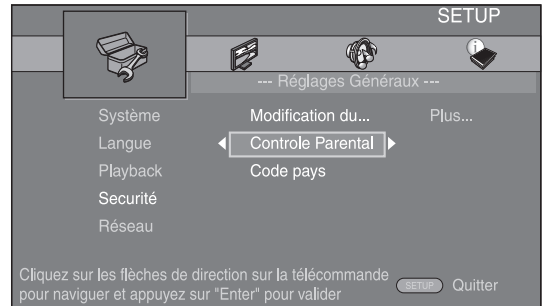 SETUP
--- Réglages Généraux ---
Système
Modification du...
Plus...
Langue
Controle Parental
Playback
Code pays
Securité
Réseau
Cliquez sur les flèches de direction sur la télécommande
pour naviguer et appuyez sur "Enter" pour valider
SETUP Quitter